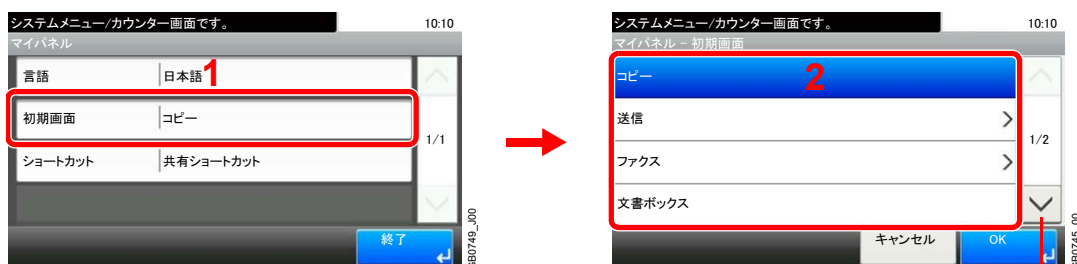 システムメニュー/カウンター画面です。 10:10
マイパネル
言語 日本語
1
初期画面 コピー
1/1
ショートカット 共有ショートカット
終了
GB0749_J00
システムメニュー/カウンター画面です。 10:10
マイパネル - 初期画面
コピー
2
送信
1/2
ファクス
文書ボックス
キャンセル OK